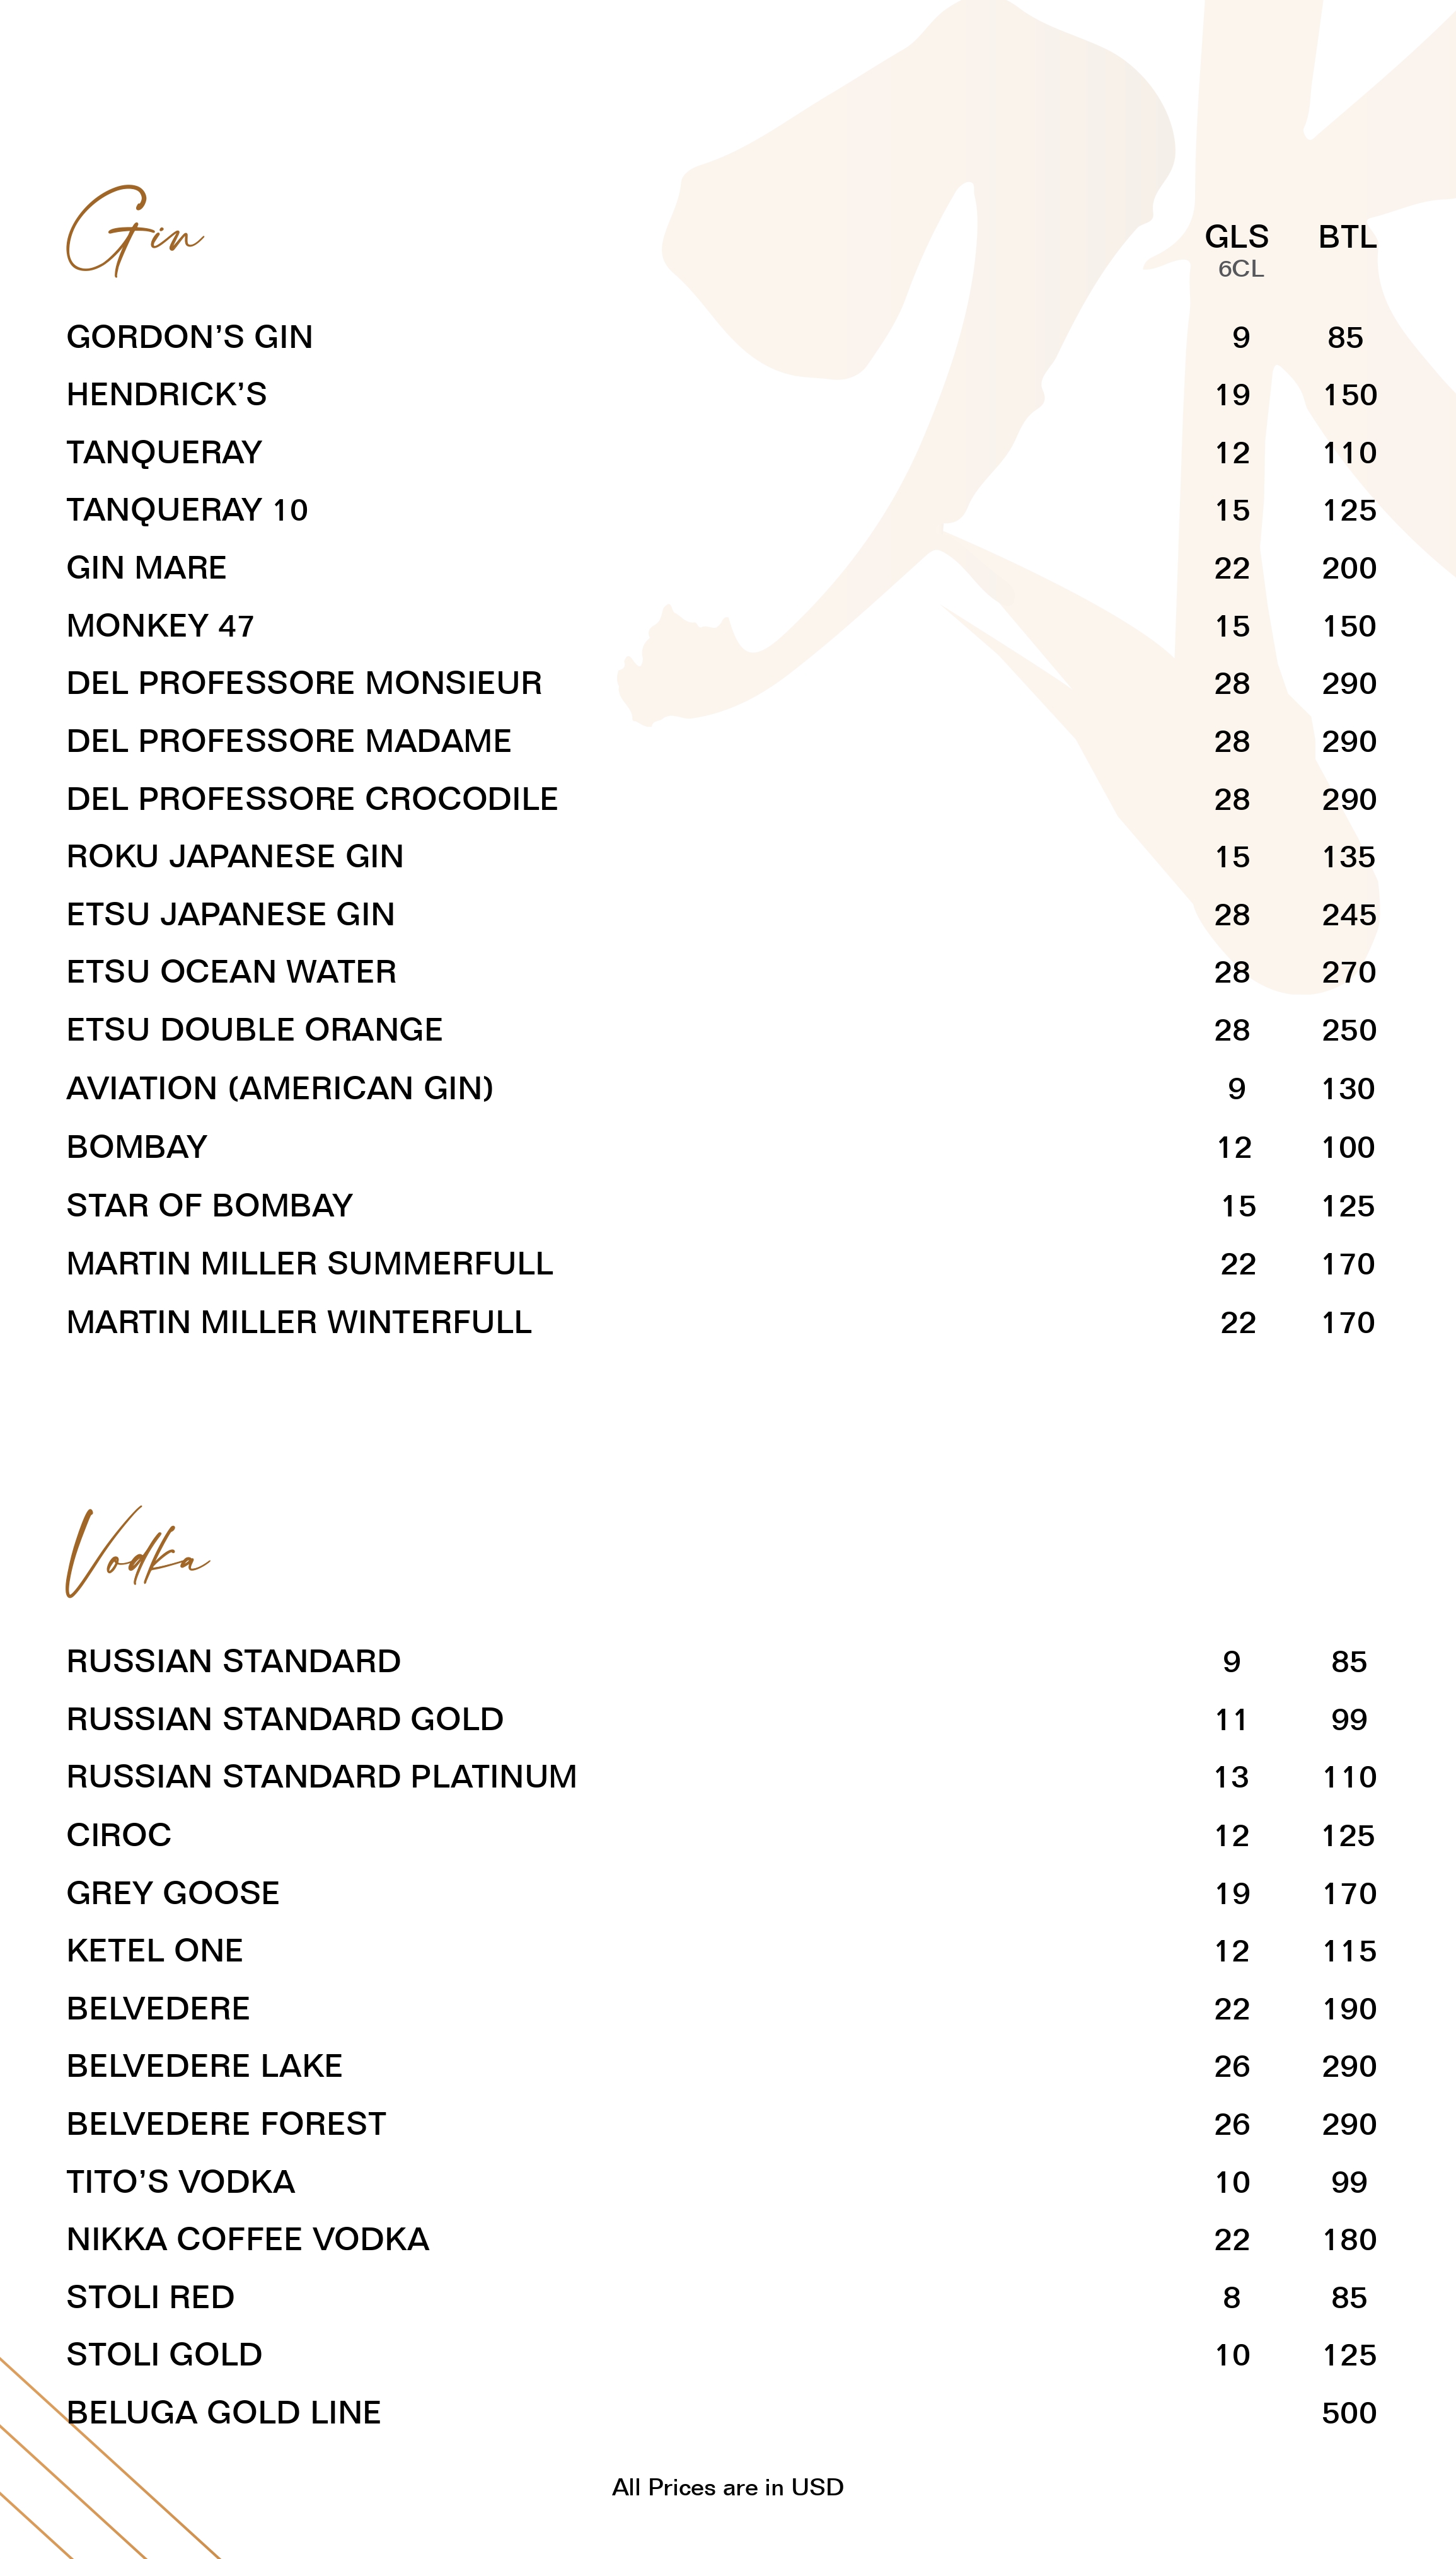 Gin GLS BTL
6CL
GORDON’S GIN 9 85
HENDRICK’S 19 150
TANQUERAY 12 110
TANQUERAY 10 15 125
GIN MARE 22 200
MONKEY 47 15 150
DEL PROFESSORE MONSIEUR 28 290
DEL PROFESSORE MADAME 28 290
DEL PROFESSORE CROCODILE 28 290
ROKU JAPANESE GIN 15 135
ETSU JAPANESE GIN 28 245
ETSU OCEAN WATER 28 270
ETSU DOUBLE ORANGE 28 250
AVIATION (AMERICAN GIN) 9 130
BOMBAY 12 100
STAR OF BOMBAY 15 125
MARTIN MILLER SUMMERFULL 22 170
MARTIN MILLER WINTERFULL 22 170
Vodka
RUSSIAN STANDARD 9 85
RUSSIAN STANDARD GOLD 11 99
RUSSIAN STANDARD PLATINUM 13 110
CIROC 12 125
GREY GOOSE 19 170
KETEL ONE 12 115
BELVEDERE 22 190
BELVEDERE LAKE 26 290
BELVEDERE FOREST 26 290
TITO’S VODKA 10 99
NIKKA COFFEE VODKA 22 180
STOLI RED 8 85
STOLI GOLD 10 125
BELUGA GOLD LINE 500
All Prices are in USD